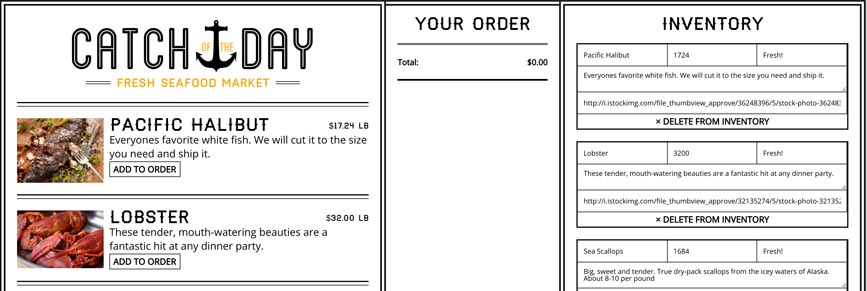 CATCH OF THE DAY
FRESH SEAFOOD MARKET
PACIFIC HALIBUT $17.24 LB
Everyones favorite white fish. We will cut it to the size
you need and ship it.
ADD TO ORDER
LOBSTER $32.00 LB
These tender, mouth-watering beauties are a
fantastic hit at any dinner party.
ADD TO ORDER
YOUR ORDER
Total: $0.00
INVENTORY
Pacific Halibut 1724 Fresh!
Everyones favorite white fish. We will cut it to the size you need and ship it.
http://i.istockimg.com/file_thumbview_approve/36248396/5/stock-photo-36248
× DELETE FROM INVENTORY
Lobster 3200 Fresh!
These tender, mouth-watering beauties are a fantastic hit at any dinner party.
http://i.istockimg.com/file_thumbview_approve/32135274/5/stock-photo-32135
× DELETE FROM INVENTORY
Sea Scallops 1684 Fresh!
Big, sweet and tender. True dry-pack scallops from the icey waters of Alaska.
About 8-10 per pound